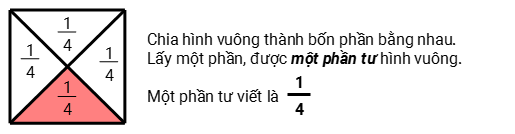 1/4
1/4 1/4
1/4
Chia hình vuông thành bốn phần bằng nhau.
Lấy một phần, được một phần tư hình vuông.
Một phần tư viết là 1/4